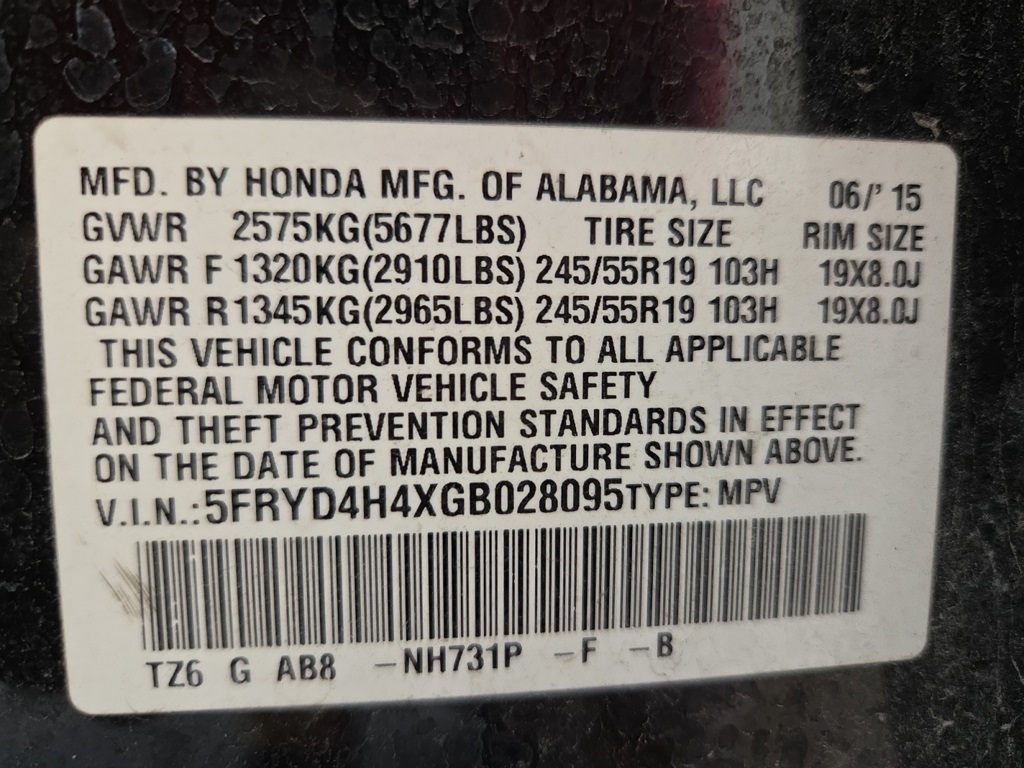 MFD. BY HONDA MFG. OF ALABAMA, LLC 06/' 15
GVWR 2575KG(5677LBS) TIRE SIZE RIM SIZE
GAWR F 1320KG(2910LBS) 245/55R19 103H 19X8.0J
GAWR R 1345KG(2965LBS) 245/55R19 103H 19X8.0J
THIS VEHICLE CONFORMS TO ALL APPLICABLE
FEDERAL MOTOR VEHICLE SAFETY
AND THEFT PREVENTION STANDARDS IN EFFECT
ON THE DATE OF MANUFACTURE SHOWN ABOVE.
V.I.N.:5FRYD4H4XGB028095TYPE: MPV
TZ6 G AB8 -NH731P -F -B